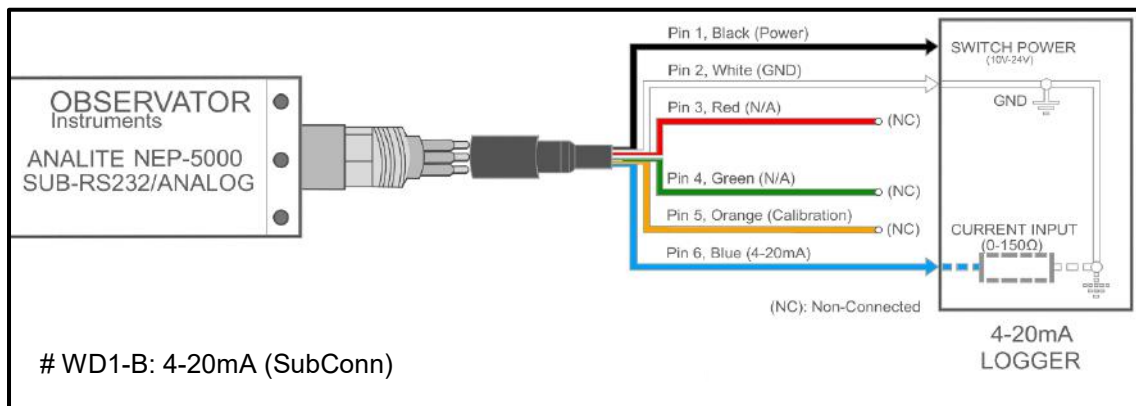 Pin 1, Black (Power)
SWITCH POWER
(10V-24V)
Pin 2, White (GND)
GND
OBSERVATOR
Instruments
Pin 3, Red (N/A)
(NC)
ANALITE NEP-5000
SUB-RS232/ANALOG
Pin 4, Green (N/A)
(NC)
Pin 5, Orange (Calibration)
(NC)
CURRENT INPUT
(0-150Ω)
Pin 6, Blue (4-20mA)
(NC): Non-Connected
4-20mA
LOGGER
# WD1-B: 4-20mA (SubConn)